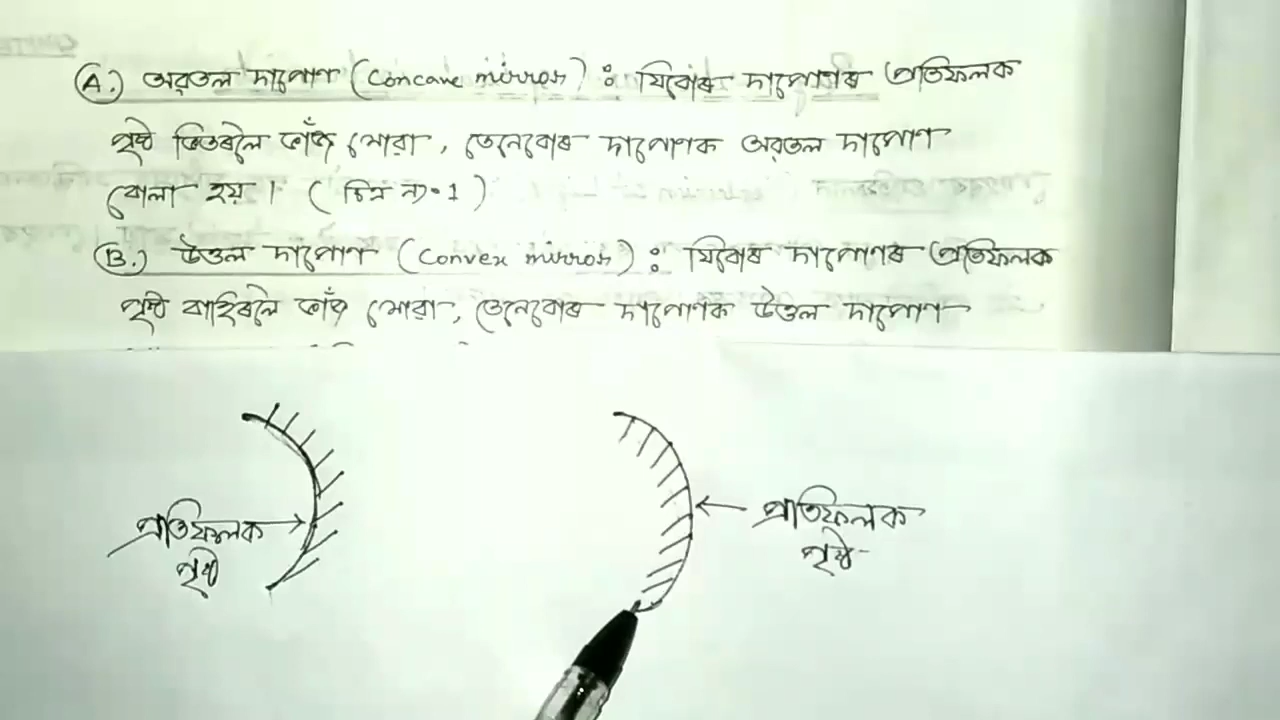 (A.) অৱতল দাপোণ (Concave mirror) : যিবোৰ দাপোণৰ প্ৰতিফলক
পৃষ্ঠ ভিতৰলৈ ভাঁজ খোৱা, তেনেবোৰ দাপোণক অৱতল দাপোণ
বোলা হয়। (চিত্ৰ নং-1)
(B.) উত্তল দাপোণ (Convex mirror) : যিবোৰ দাপোণৰ প্ৰতিফলক
পৃষ্ঠ বাহিৰলৈ ভাঁজ খোৱা, তেনেবোৰ দাপোণক উত্তল দাপোণ
প্ৰতিফলক
পৃষ্ঠ
প্ৰতিফলক
পৃষ্ঠ